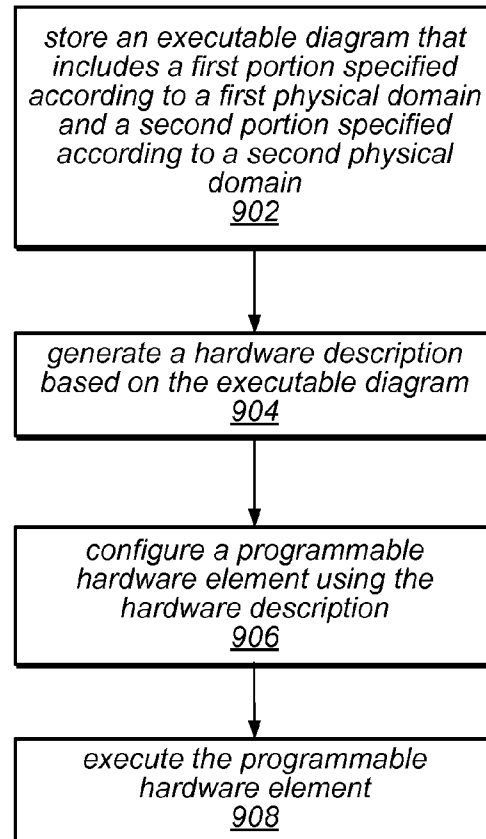 store an executable diagram that
includes a first portion specified
according to a first physical domain
and a second portion specified
according to a second physical
domain
902
generate a hardware description
based on the executable diagram
904
configure a programmable
hardware element using the
hardware description
906
execute the programmable
hardware element
908